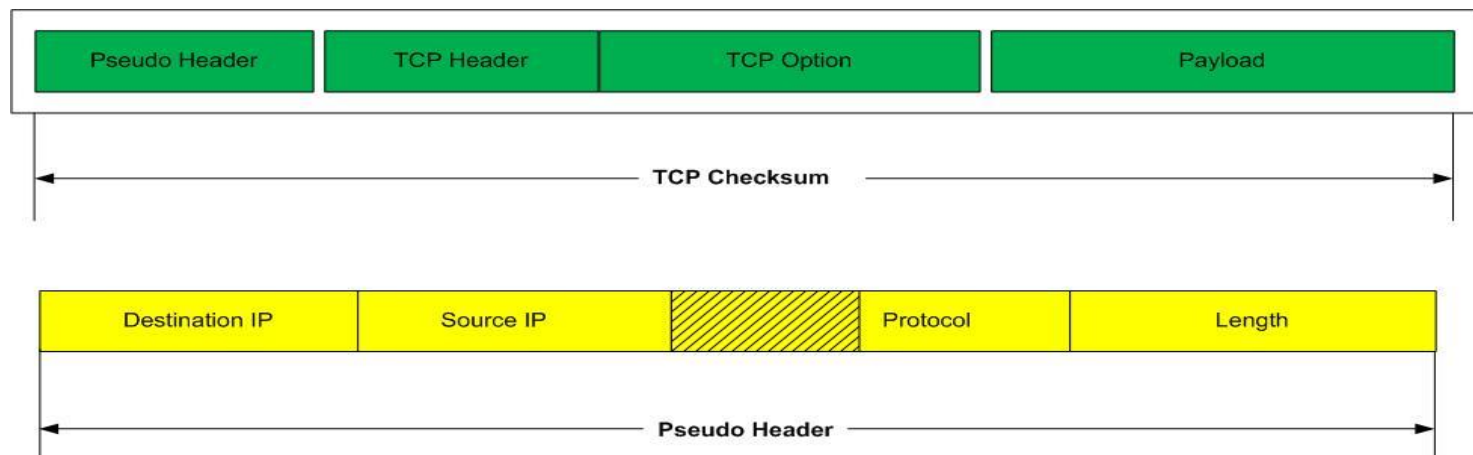 Pseudo Header TCP Header TCP Option Payload
TCP Checksum
Destination IP Source IP Protocol Length
Pseudo Header